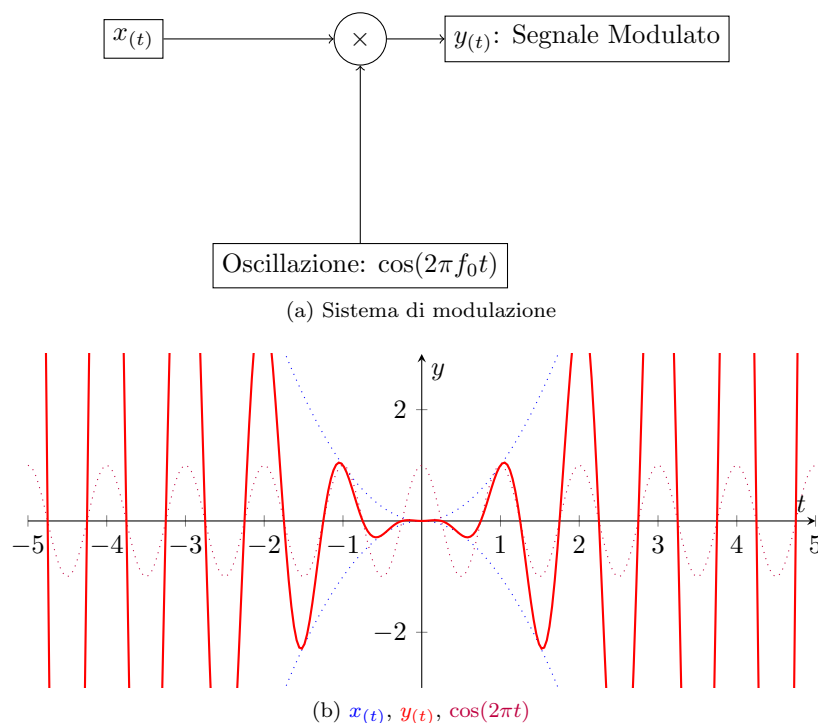 x(t)
×
y(t): Segnale Modulato
Oscillazione: cos(2πf0t)
(a) Sistema di modulazione
y
2
t
−5 −4 −3 −2 −1 1 2 3 4 5
−2
(b) x(t), y(t), cos(2πt)